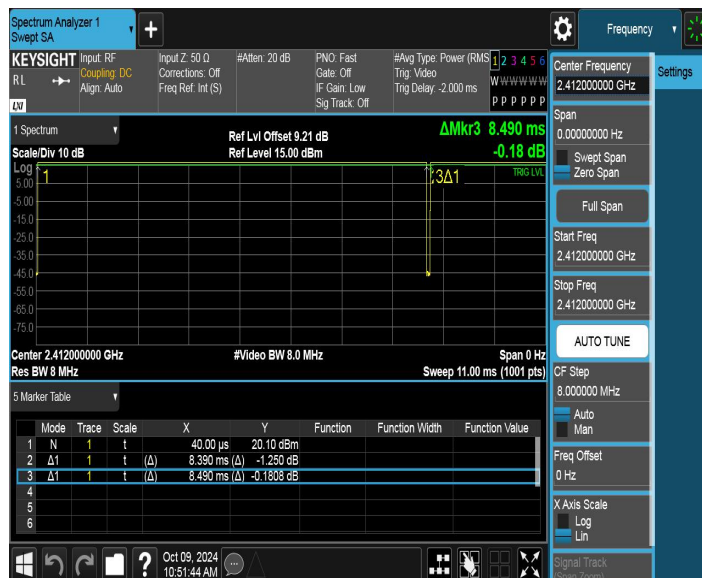 Spectrum Analyzer 1
Swept SA
Frequency
KEYSIGHT
RL
LXI
Input: RF
Coupling: DC
Align: Auto
Input Z: 50 Ω
Corrections: Off
Freq Ref: Int (S)
#Atten: 20 dB
PNO: Fast
Gate: Off
IF Gain: Low
Sig Track: Off
#Avg Type: Power (RMS
Trig: Video
Trig Delay: -2.000 ms
1 2 3 4 5 6
W W W W W W
P P P P P P
1 Spectrum
Scale/Div 10 dB
Ref Lvl Offset 9.21 dB
Ref Level 15.00 dBm
ΔMkr3 8.490 ms
-0.18 dB
Log
1
3Δ1
TRIG LVL
5.00
-5.00
-15.0
-25.0
-35.0
-45.0
-55.0
-65.0
-75.0
Center 2.412000000 GHz
#Video BW 8.0 MHz
Span 0 Hz
Res BW 8 MHz
Sweep 11.00 ms (1001 pts)
5 Marker Table
Mode Trace Scale X Y Function Function Width Function Value
1 N 1 t 40.00 µs 20.10 dBm
2 Δ1 1 t (Δ) 8.390 ms (Δ) -1.250 dB
3 Δ1 1 t (Δ) 8.490 ms (Δ) -0.1808 dB
4
5
6
?
Oct 09, 2024
10:51:44 AM
Center Frequency
2.412000000 GHz
Span
0.00000000 Hz
Swept Span
Zero Span
Full Span
Start Freq
2.412000000 GHz
Stop Freq
2.412000000 GHz
AUTO TUNE
CF Step
8.000000 MHz
Auto
Man
Freq Offset
0 Hz
X Axis Scale
Log
Lin
Signal Track
(Span Zoom)
Settings